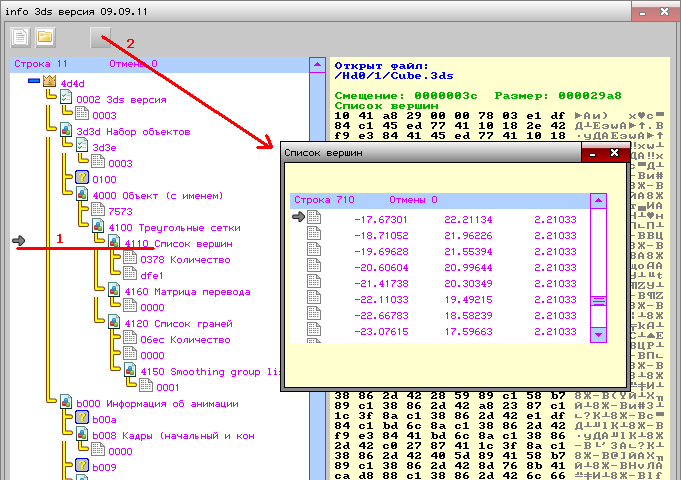 info 3ds версия 09.09.11
2
Строка 11 Отмены 0
4d4d
0002 3ds версия
0003
3d3d Набор объектов
3d3e
0003
0100
4000 Объект (с именем)
7573
4100 Треугольные сетки
1
4110 Список вершин
0378 Количество
dfe1
4160 Матрица перевода
0000
4120 Список граней
06ec Количество
0000
4150 Smoothing group li
0001
b000 Информация об анимации
b00a
b008 Кадры (начальный и кон
0000
b009
Открыт файл:
/Hd0/1/Cube.3ds
Смещение: 0000003c Размер: 000029a8
Список вершин
10 41 a8 29 00 00 78 03 e1 df
84 c1 45 ed 77 41 10 18 2e 42
f9 e3 84 41 45 ed 77 41 10 18
Список вершин
Строка 710 Отмены 0
-17.67301 22.21134 2.21033
-18.71052 21.96226 2.21033
-19.69628 21.55394 2.21033
-20.60604 20.99644 2.21033
-21.41738 20.30349 2.21033
-22.11033 19.49215 2.21033
-22.66783 18.58239 2.21033
-23.07615 17.59663 2.21033
38 86 2d 42 28 59 89 c1 58 b7
89 c1 38 86 2d 42 a8 23 87 c1
1c 3f 8a c1 38 86 2d 42 e1 df
84 c1 bd 6c 8a c1 38 86 2d 42
f9 e3 84 41 bd 6c 8a c1 38 86
2d 42 c0 27 87 41 1c 3f 8a c1
38 86 2d 42 40 5d 89 41 58 b7
89 c1 38 86 2d 42 8d 76 8b 41
ca d8 88 c1 38 86 2d 42 6c 66